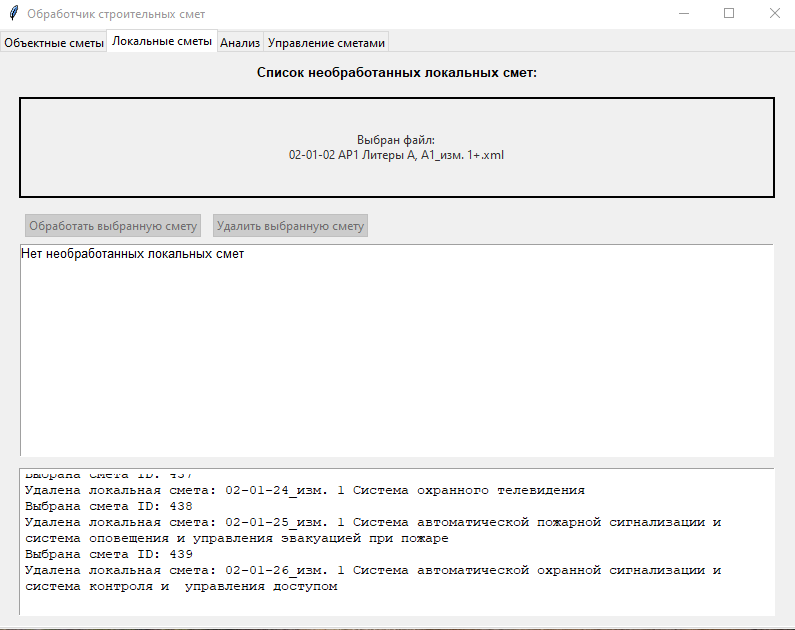 Обработчик строительных смет
Объектные сметы Локальные сметы Анализ Управление сметами
Список необработанных локальных смет:
Выбран файл:
02-01-02 АР1 Литеры А, А1_изм. 1+.xml
Обработать выбранную смету Удалить выбранную смету
Нет необработанных локальных смет
Выбрана смета ID: 437
Удалена локальная смета: 02-01-24_изм. 1 Система охранного телевидения
Выбрана смета ID: 438
Удалена локальная смета: 02-01-25_изм. 1 Система автоматической пожарной сигнализации и
система оповещения и управления эвакуацией при пожаре
Выбрана смета ID: 439
Удалена локальная смета: 02-01-26_изм. 1 Система автоматической охранной сигнализации и
система контроля и  управления доступом